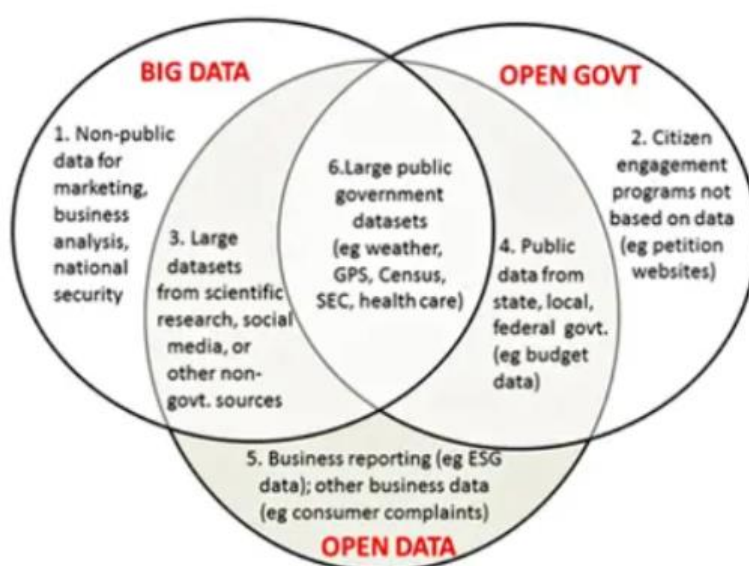 BIG DATA
OPEN GOVT
1. Non-public
data for
marketing,
business
analysis,
national
security
2. Citizen
engagement
programs not
based on data
(eg petition
websites)
3. Large
datasets
from scientific
research, social
media, or
other non-
govt. sources
6.Large public
government
datasets
(eg weather,
GPS, Census,
SEC, health care)
4. Public
data from
state, local,
federal govt.
(eg budget
data)
5. Business reporting (eg ESG
data); other business data
(eg consumer complaints)
OPEN DATA